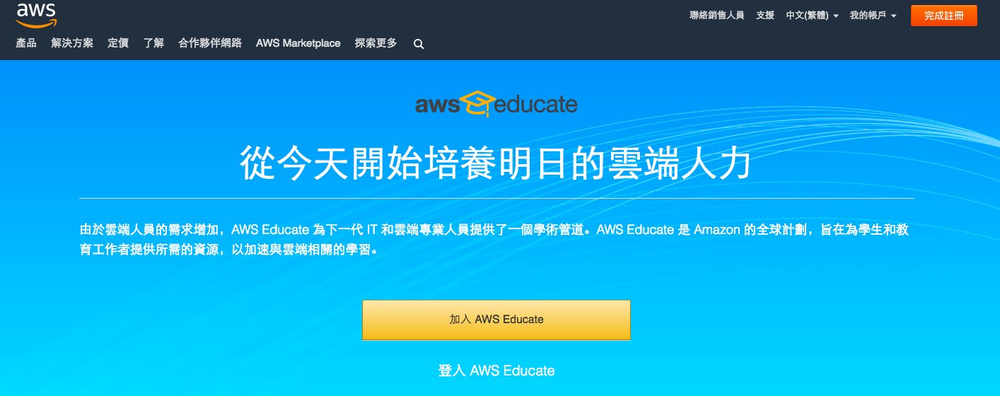 aws
聯絡銷售人員 支援 中文(繁體) 我的帳戶 完成註冊
產品 解決方案 定價 了解 合作夥伴網路 AWS Marketplace 探索更多
aws educate
從今天開始培養明日的雲端人力
由於雲端人員的需求增加，AWS Educate 為下一代 IT 和雲端專業人員提供了一個學術管道。AWS Educate 是 Amazon 的全球計劃，旨在為學生和教
育工作者提供所需的資源，以加速與雲端相關的學習。
加入 AWS Educate
登入 AWS Educate